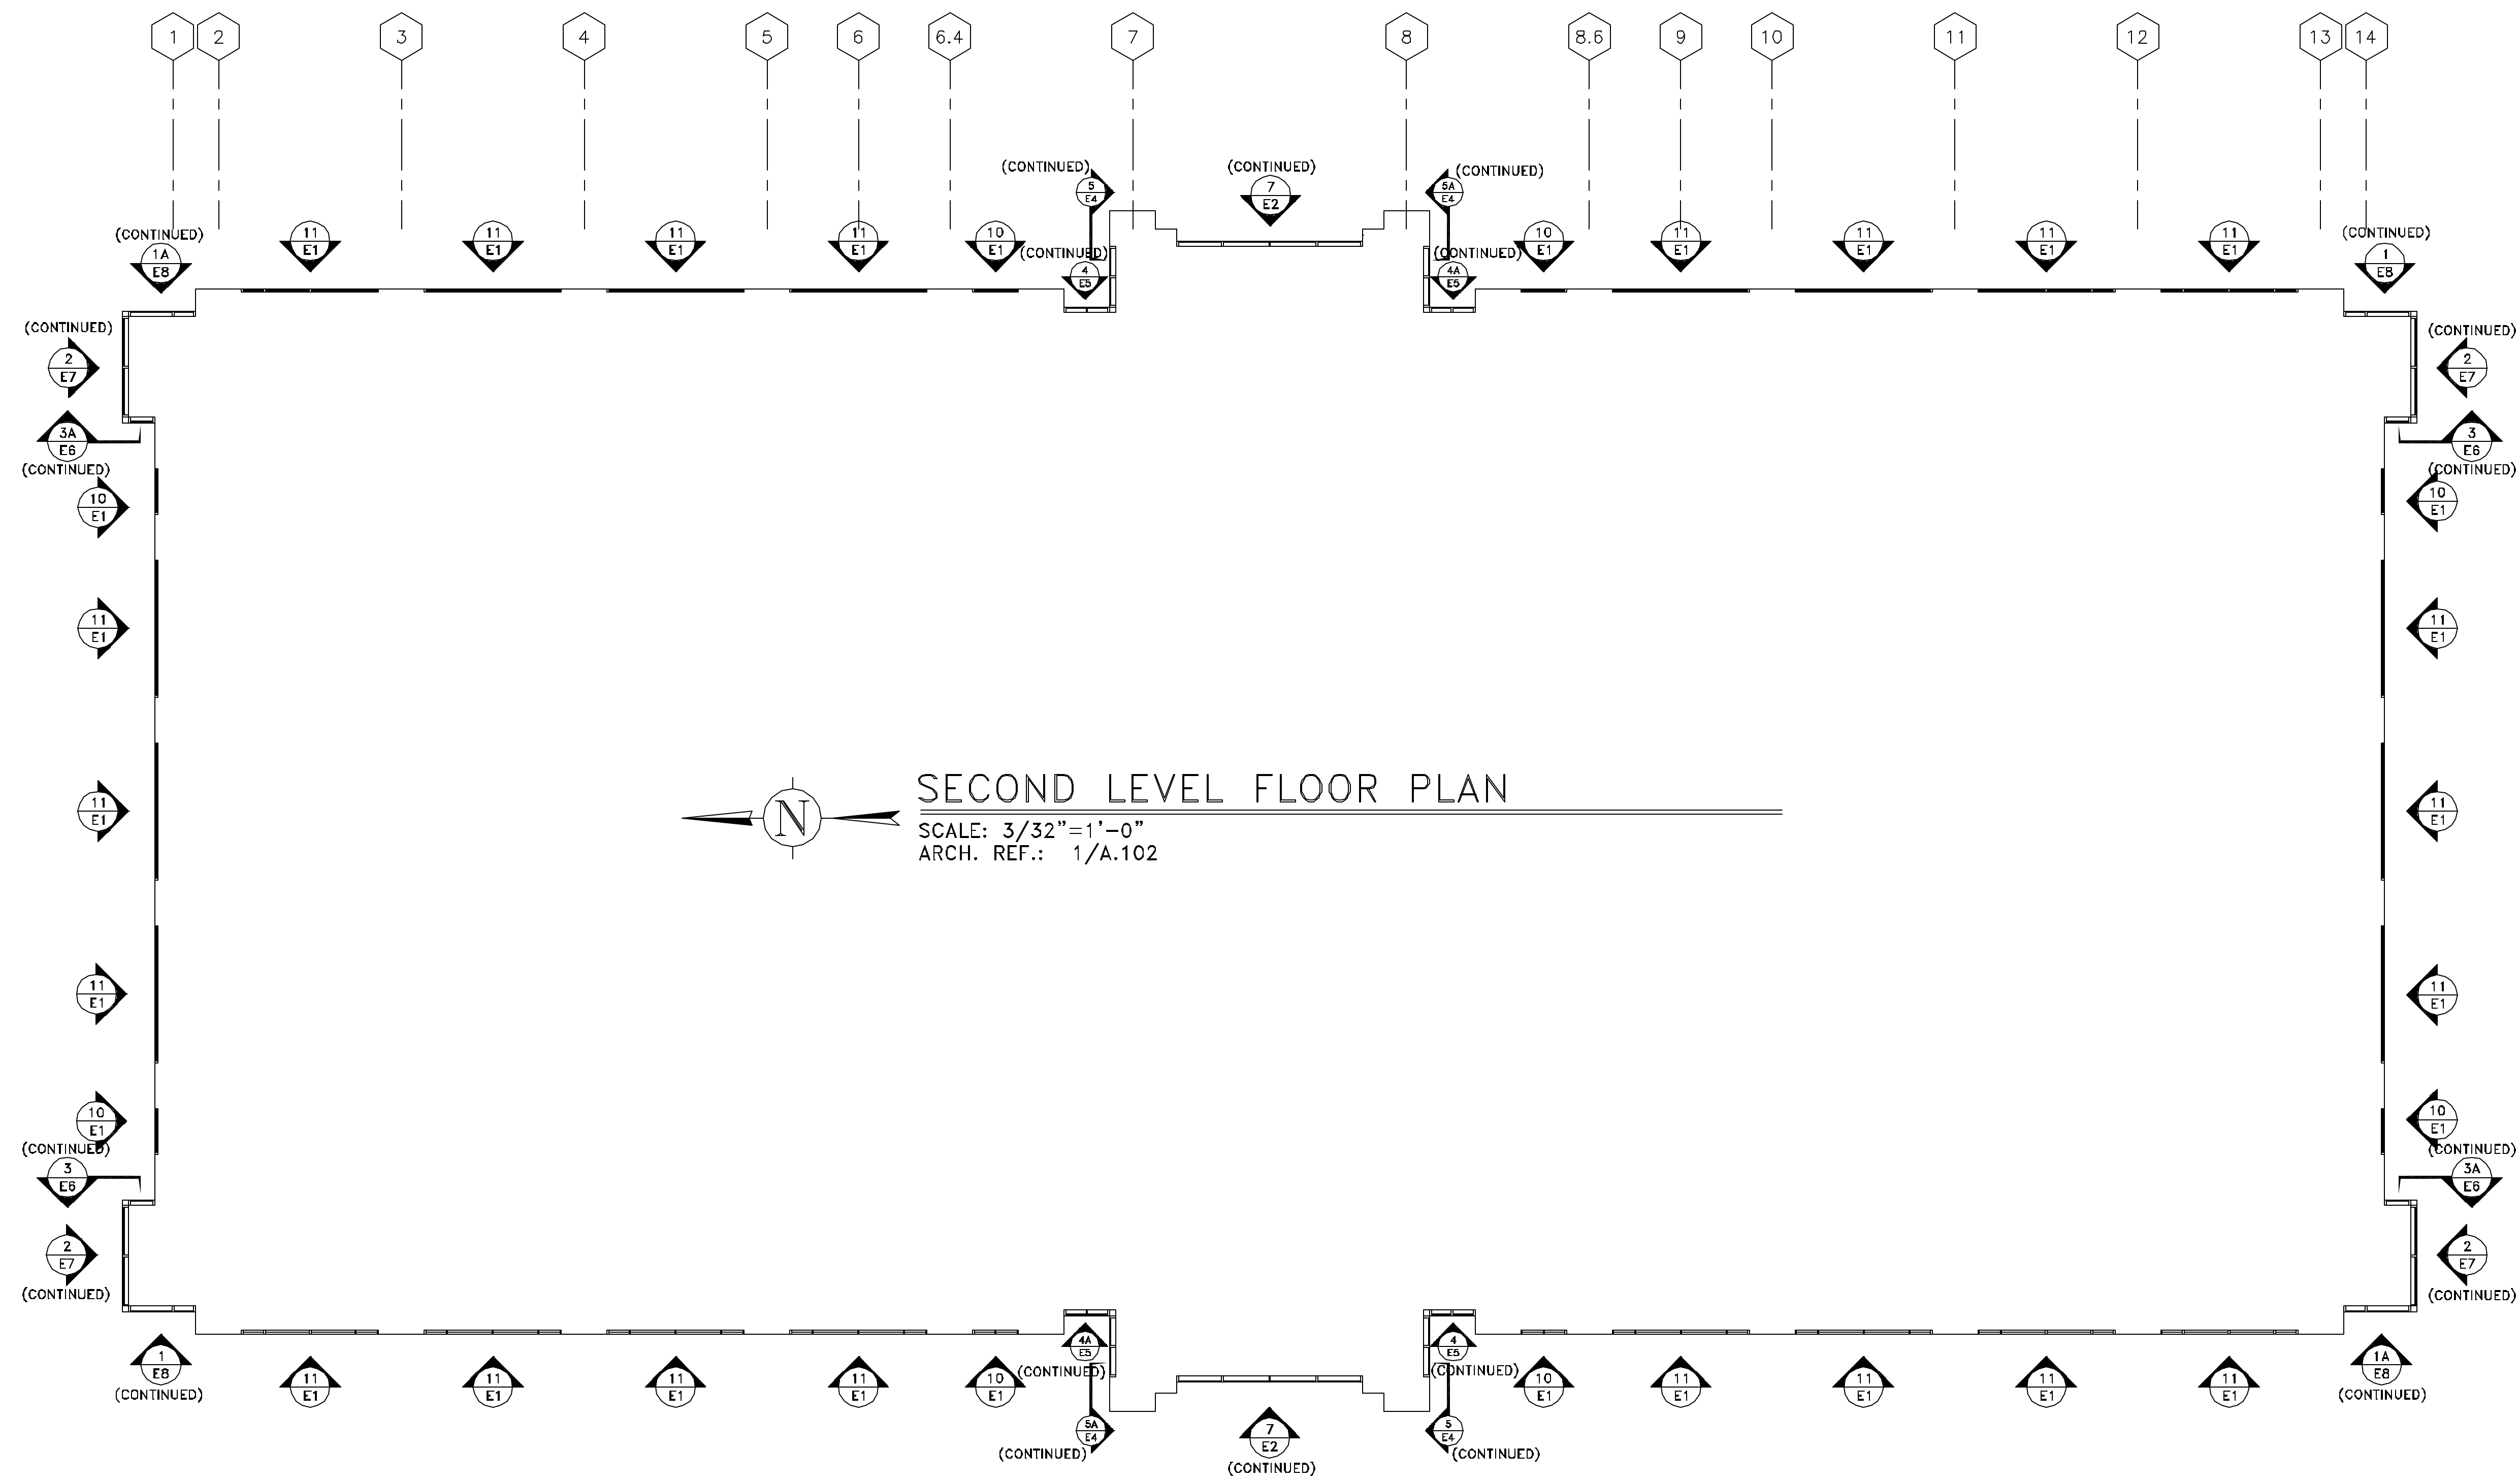 1 2 3 4 5 6 6.4 7 8 8.6 9 10 11 12 13 14
(CONTINUED) (CONTINUED) (CONTINUED)
5 7 5A
E4 E2 E4
(CONTINUED) (CONTINUED)
11 11 11 11 10 10 11 11 11 11
E1 E1 E1 E1 E1 E1 E1 E1 E1 E1
(CONTINUED) (CONTINUED)
1A 1
E8 E8
4 4A
E5 E5
(CONTINUED) (CONTINUED)
2 2
E7 E7
3A 3
E6 E6
(CONTINUED) (CONTINUED)
10 10
E1 E1
11 11
E1 E1
SECOND LEVEL FLOOR PLAN
N
11 11
E1 E1
SCALE: 3/32"=1'-0"
ARCH. REF.: 1/A.102
11 11
E1 E1
10 10
E1 E1
(CONTINUED) (CONTINUED)
3 3A
E6 E6
2 2
E7 E7
(CONTINUED) (CONTINUED)
4A 4
E5 E5
1 1A
E8 E8
(CONTINUED) (CONTINUED)
(CONTINUED) (CONTINUED)
11 11 11 11 10 10 11 11 11 11
E1 E1 E1 E1 E1 E1 E1 E1 E1 E1
5A 7 5
E4 E2 E4
(CONTINUED) (CONTINUED) (CONTINUED)